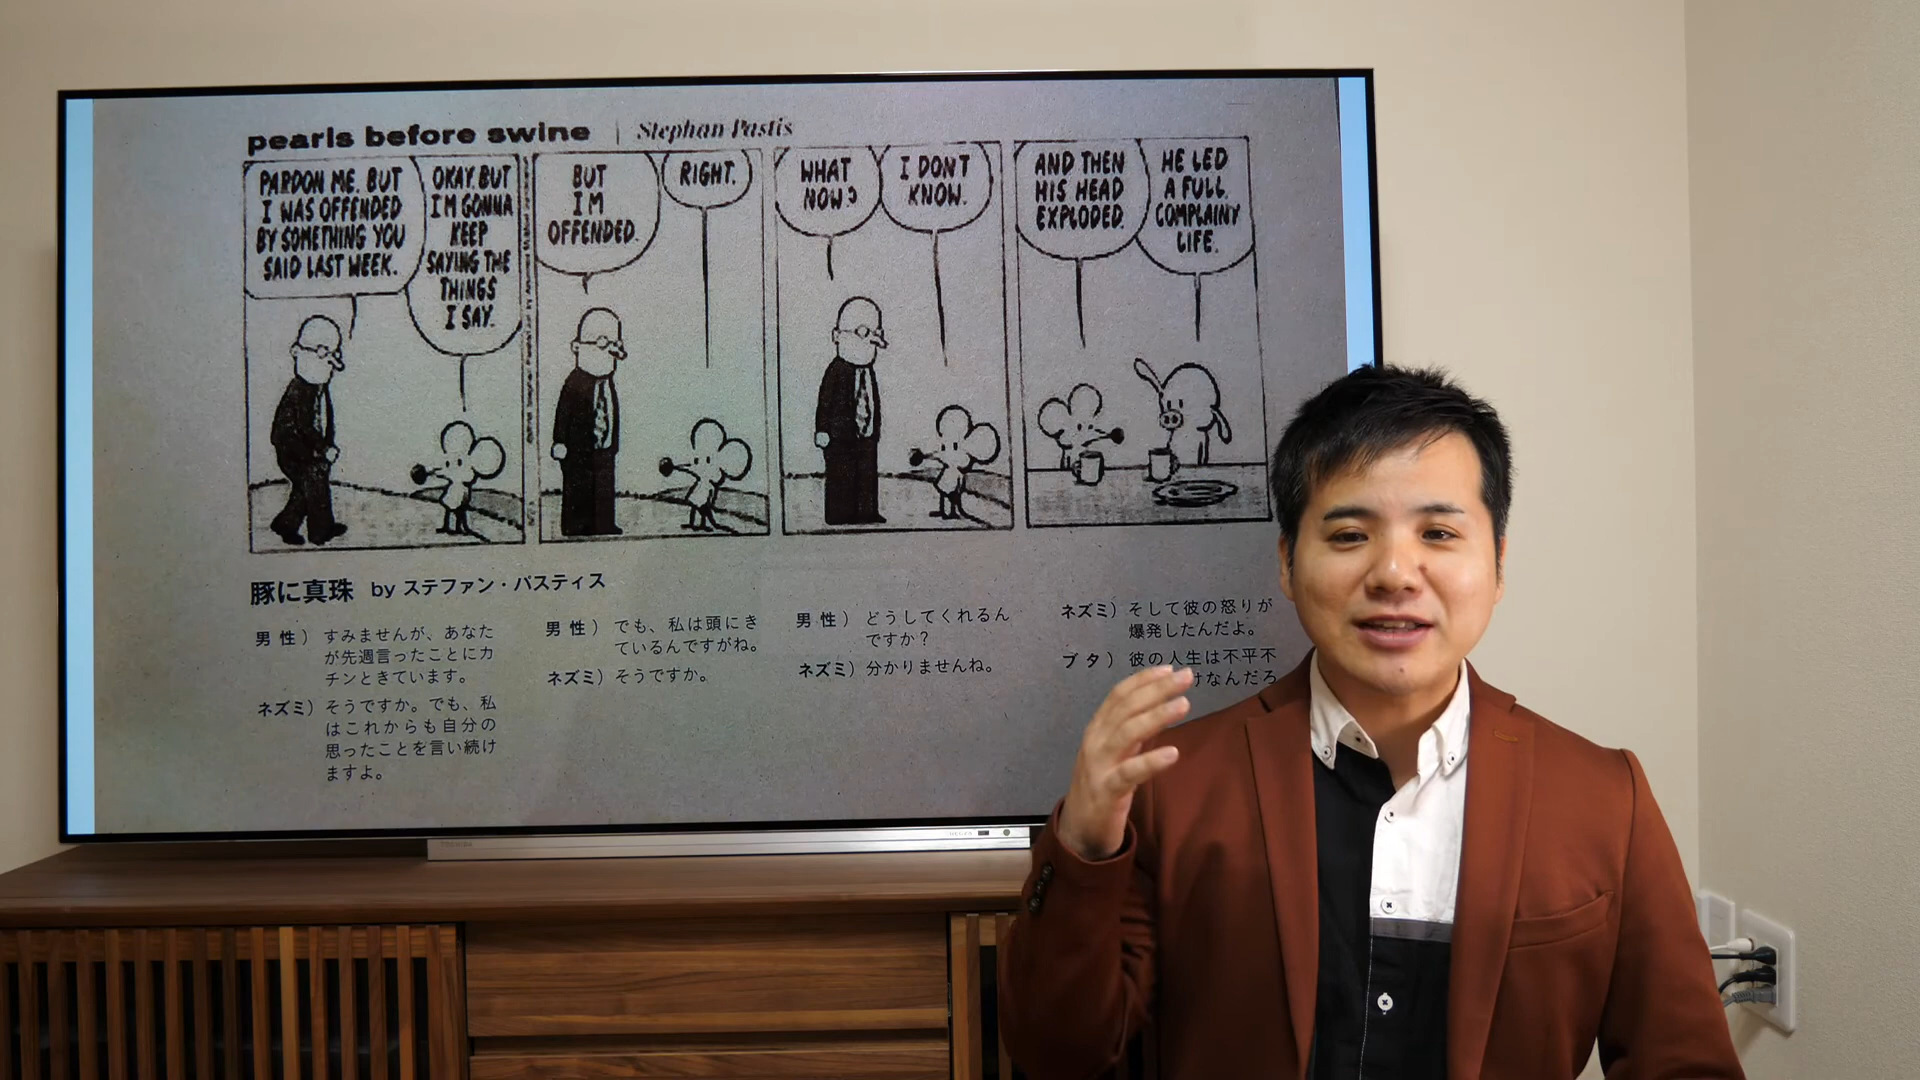 pearls before swine | Stephan Pastis
PARDON ME. BUT
I WAS OFFENDED
BY SOMETHING YOU
SAID LAST WEEK.
OKAY. BUT
I'M GONNA
KEEP
SAYING THE
THINGS
I SAY.
BUT
I'M
OFFENDED.
RIGHT.
WHAT
NOW?
I DON'T
KNOW.
AND THEN
HIS HEAD
EXPLODED.
HE LED
A FULL,
COMPLAINY
LIFE.
豚に真珠 by ステファン・パスティス
男 性） すみませんが、あなた
が先週言ったことにカ
チンときています。
ネズミ）そうですか。でも、私
はこれからも自分の
思ったことを言い続け
ますよ。
男 性） でも、私は頭にき
ているんですがね。
ネズミ）そうですか。
男 性） どうしてくれるん
ですか？
ネズミ）分かりませんね。
ネズミ）そして彼の怒りが
爆発したんだよ。
ブ タ ）彼の人生は不平不
けなんだろ
TOSHIBA
REGZA